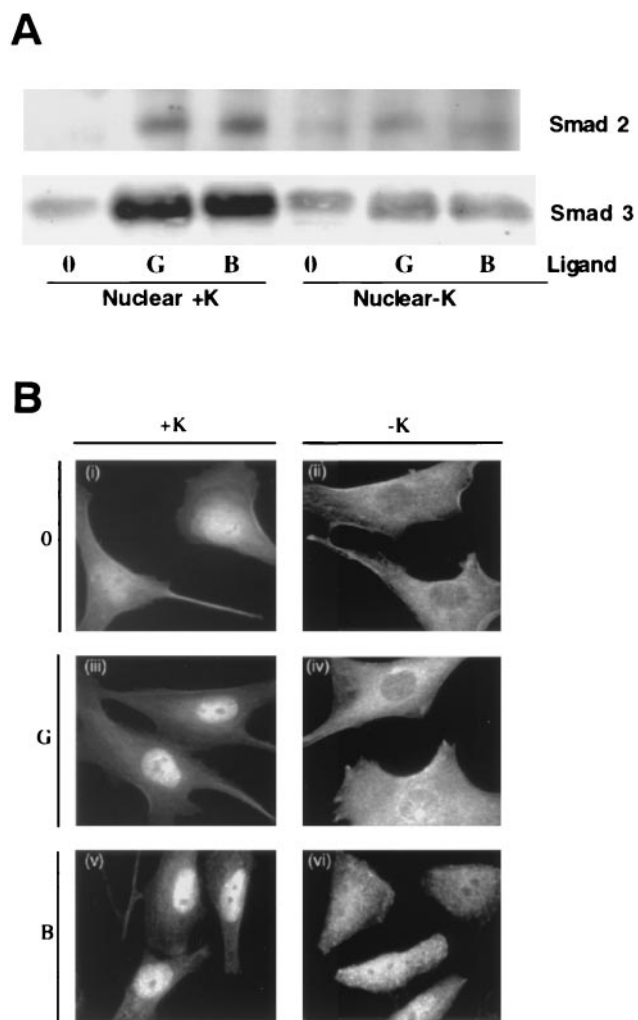 A
Smad 2
Smad 3
0 G B 0 G B Ligand
Nuclear +K Nuclear-K
B
+K -K
(i) (ii)
0
(iii) (iv)
G
(v) (vi)
B